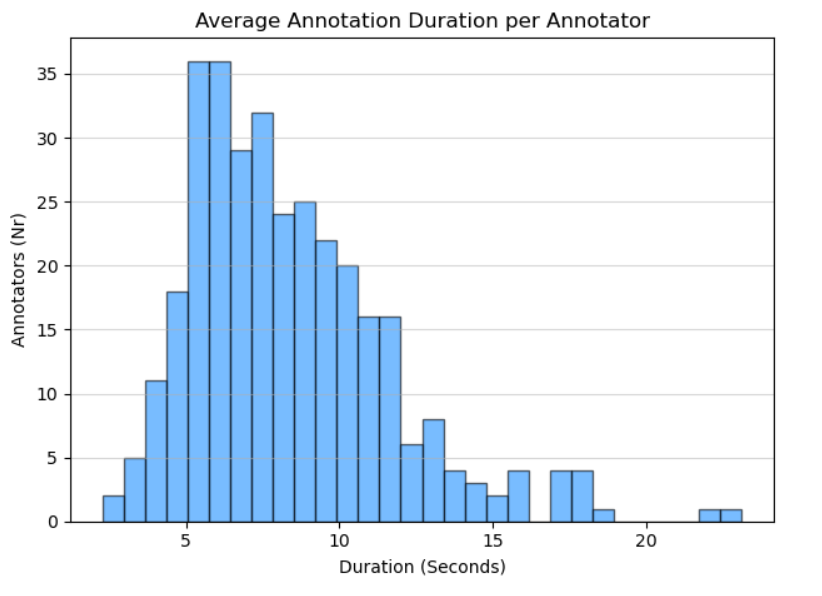 Average Annotation Duration per Annotator
Annotators (Nr)
35
30
25
20
15
10
5
0
5 10 15 20
Duration (Seconds)